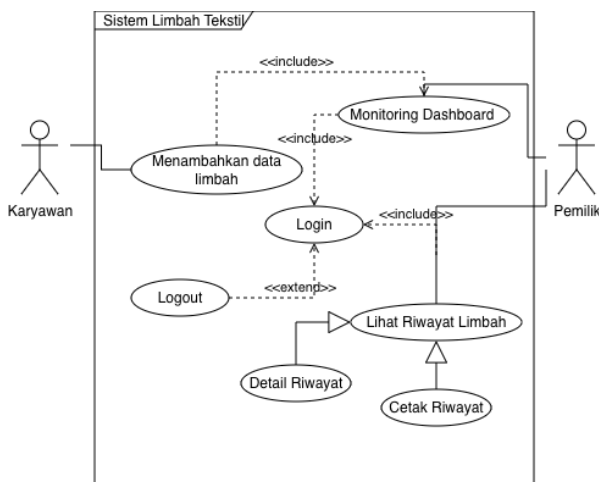 Sistem Limbah Tekstil
<<include>>
Monitoring Dashboard
<<include>>
Menambahkan data
limbah
Karyawan
Pemilik
Login
<<include>>
Logout
<<extend>>
Lihat Riwayat Limbah
Detail Riwayat
Cetak Riwayat